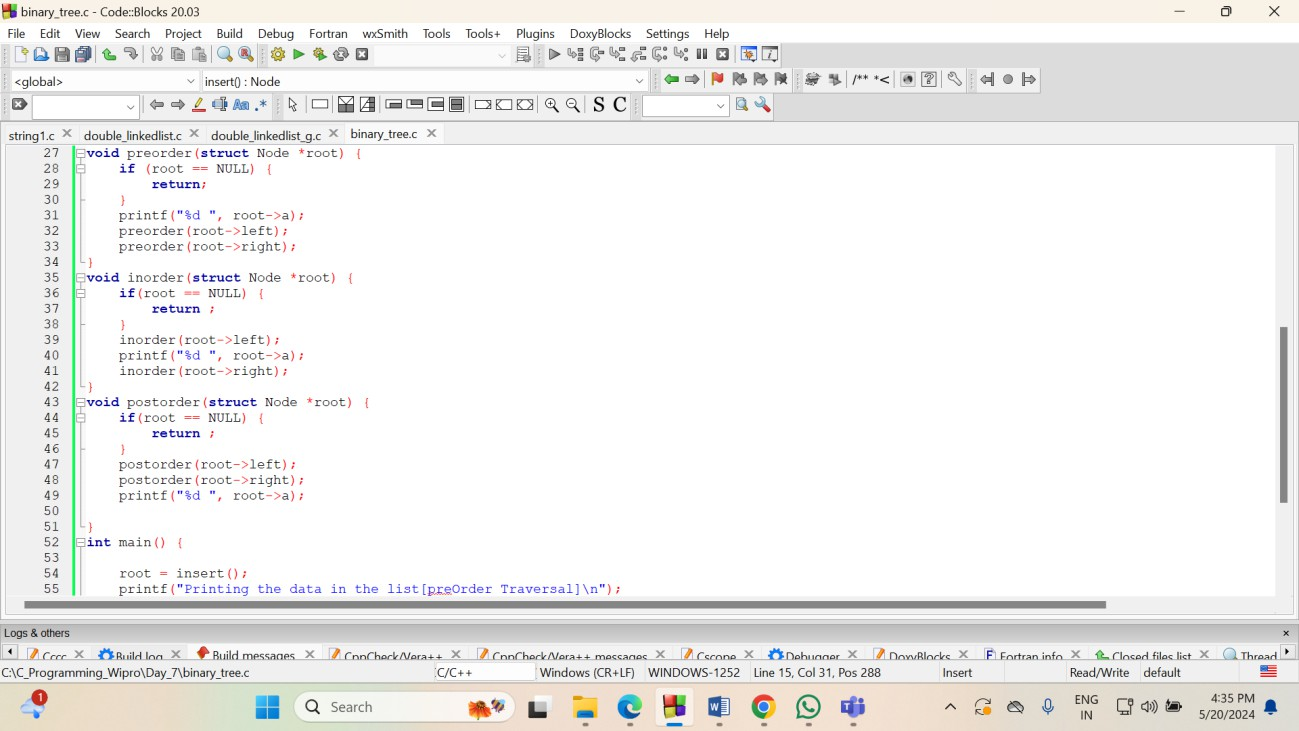 binary_tree.c - Code::Blocks 20.03
File Edit View Search Project Build Debug Fortran wxSmith Tools Tools+ Plugins DoxyBlocks Settings Help
<global> insert() : Node /** *<
Aa .* S C
string1.c double_linkedlist.c double_linkedlist_g.c binary_tree.c
27 void preorder(struct Node *root) {
28     if (root == NULL) {
29         return;
30     }
31     printf("%d ", root->a);
32     preorder(root->left);
33     preorder(root->right);
34 }
35 void inorder(struct Node *root) {
36     if(root == NULL) {
37         return ;
38     }
39     inorder(root->left);
40     printf("%d ", root->a);
41     inorder(root->right);
42 }
43 void postorder(struct Node *root) {
44     if(root == NULL) {
45         return ;
46     }
47     postorder(root->left);
48     postorder(root->right);
49     printf("%d ", root->a);
50
51 }
52 int main() {
53
54     root = insert();
55     printf("Printing the data in the list[preOrder Traversal]\n");
Logs & others
Cccc Build log Build messages CppCheck/Vera++ CppCheck/Vera++ messages Cscope Debugger DoxyBlocks Fortran info Closed files list Thread
C:\C_Programming_Wipro\Day_7\binary_tree.c C/C++ Windows (CR+LF) WINDOWS-1252 Line 15, Col 31, Pos 288 Insert Read/Write default
1 Search ENG IN 4:35 PM 5/20/2024